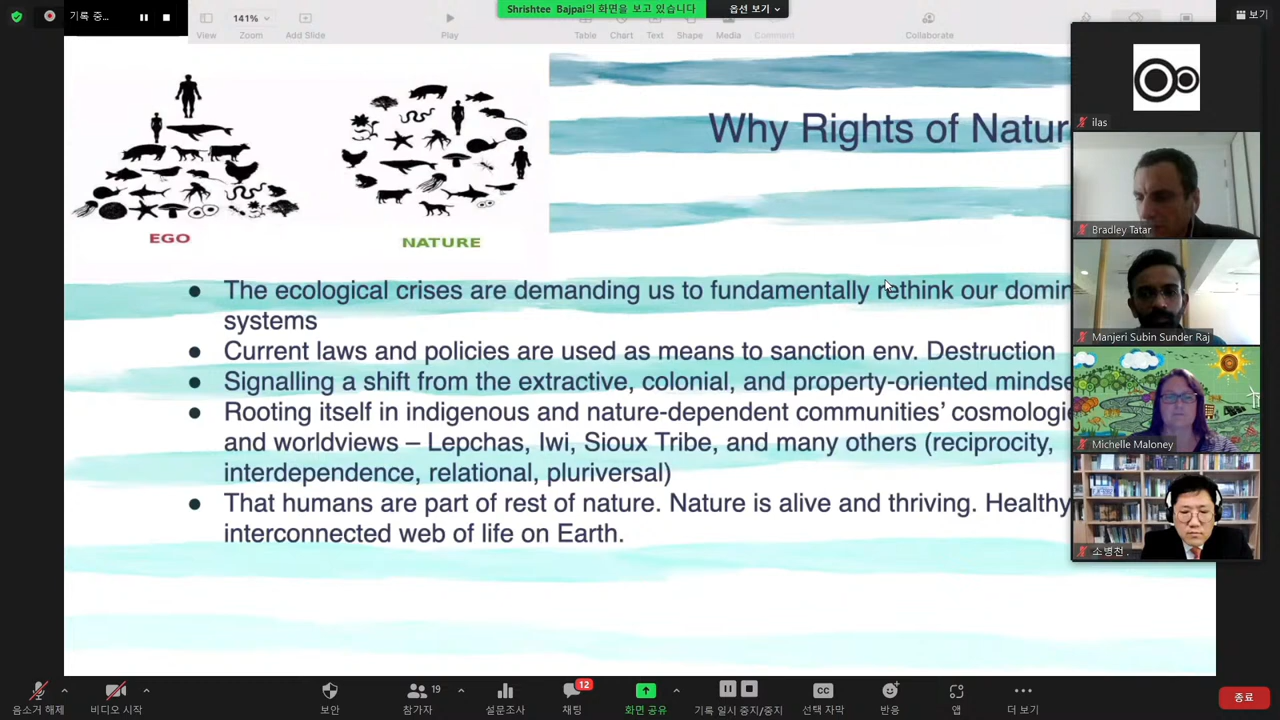 기록 중...
141%
View
Zoom
Add Slide
Play
Shrishtee Bajpai의 화면을 보고 있습니다
옵션 보기
Table
Chart
Text
Shape
Media
Comment
Collaborate
보기
EGO
NATURE
Why Rights of Natur
The ecological crises are demanding us to fundamentally rethink our domin
systems
Current laws and policies are used as means to sanction env. Destruction
Signalling a shift from the extractive, colonial, and property-oriented mindse
Rooting itself in indigenous and nature-dependent communities’ cosmologie
and worldviews – Lepchas, Iwi, Sioux Tribe, and many others (reciprocity,
interdependence, relational, pluriversal)
That humans are part of rest of nature. Nature is alive and thriving. Healthy
interconnected web of life on Earth.
ilas
Bradley Tatar
Manjeri Subin Sunder Raj
Michelle Maloney
소병천 .
음소거 해제
비디오 시작
보안
19
참가자
설문조사
12
채팅
화면 공유
기록 일시 중지/중지
CC
선택 자막
반응
앱
더 보기
종료